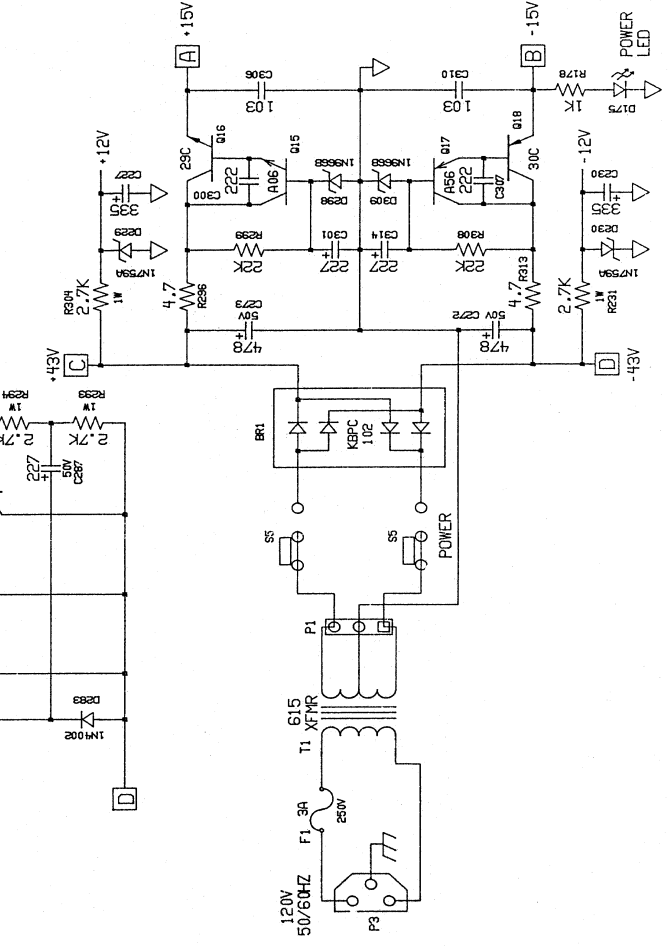 +15V
A
C306
103
Q16
29C
C300
222
A06
Q15
+12V
C227
335
D229
1N759A
R304
2.7K
1W
R299
22K
4.7
R296
C301
227
D298
1N966B
1N966B
D309
C314
227
C310
103
-15V
B
Q18
30C
Q17
A56
222
C307
R308
22K
R313
4.7
R178
1K
D175
POWER
LED
-12V
C230
335
D230
1N759A
2.7K
1W
R231
C273
50V
478
50V
C272
478
+43V
C
D
-43V
R294
1W
2.7K
R293
1W
2.7K
227
50V
C287
BR1
KBPC
102
S5
S5
POWER
P1
615
XFMR
T1
D283
1N4002
D
F1
3A
250V
120V
50/60HZ
P3